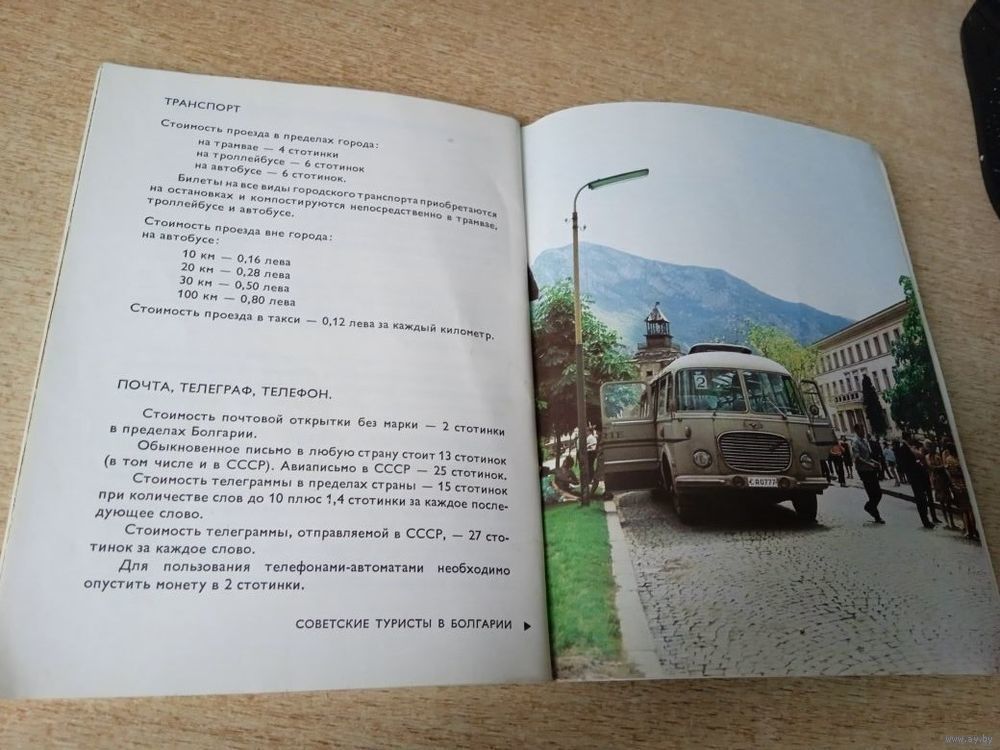 ТРАНСПОРТ
Стоимость проезда в пределах города:
на трамвае — 4 стотинки
на троллейбусе — 6 стотинок
на автобусе — 6 стотинок.
Билеты на все виды городского транспорта приобретаются
на остановках и компостируются непосредственно в трамвае,
троллейбусе и автобусе.
Стоимость проезда вне города:
на автобусе:
10 км — 0,16 лева
20 км — 0,28 лева
30 км — 0,50 лева
100 км — 0,80 лева
Стоимость проезда в такси — 0,12 лева за каждый километр.
ПОЧТА, ТЕЛЕГРАФ, ТЕЛЕФОН.
Стоимость почтовой открытки без марки — 2 стотинки
в пределах Болгарии.
Обыкновенное письмо в любую страну стоит 13 стотинок
(в том числе и в СССР). Авиаписьмо в СССР — 25 стотинок.
Стоимость телеграммы в пределах страны — 15 стотинок
при количестве слов до 10 плюс 1,4 стотинки за каждое после-
дующее слово.
Стоимость телеграммы, отправляемой в СССР, — 27 сто-
тинок за каждое слово.
Для пользования телефонами-автоматами необходимо
опустить монету в 2 стотинки.
СОВЕТСКИЕ ТУРИСТЫ В БОЛГАРИИ
2
www.ay.by